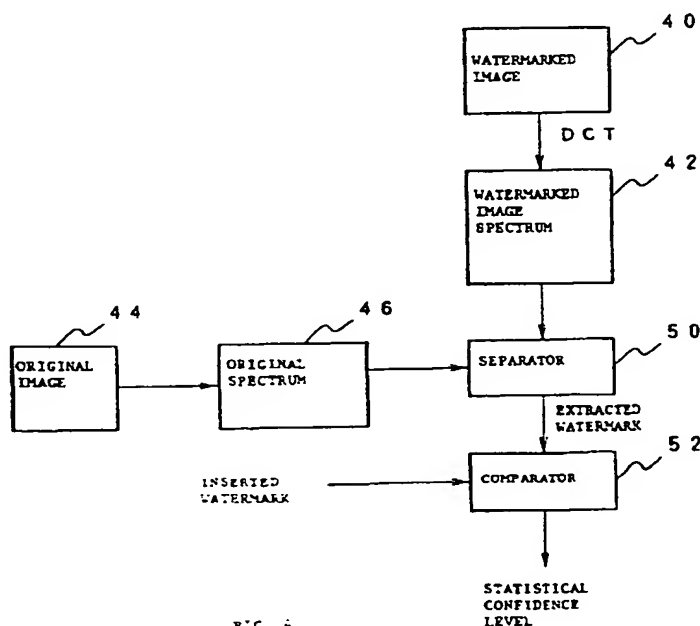 40
WATERMARKED
IMAGE
DCT
42
WATERMARKED
IMAGE
SPECTRUM
44
46
50
ORIGINAL
IMAGE
ORIGINAL
SPECTRUM
SEPARATOR
EXTRACTED
WATERMARK
52
INSERTED
WATERMARK
COMPARATOR
STATISTICAL
CONFIDENCE
LEVEL
FIG.